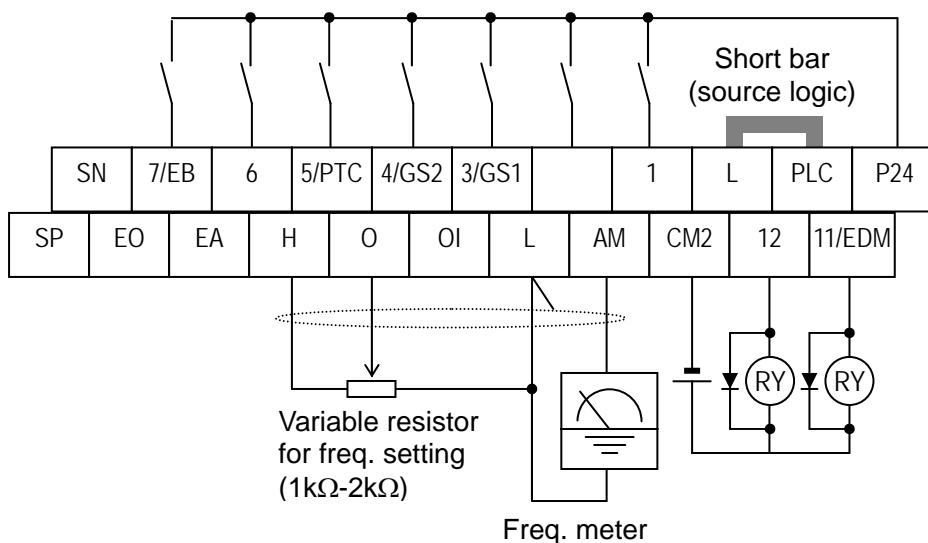 Short bar
(source logic)
SN 7/EB 6 5/PTC 4/GS2 3/GS1 1 L PLC P24
SP EO EA H O OI L AM CM2 12 11/EDM
RY RY
Variable resistor
for freq. setting
(1kΩ-2kΩ)
Freq. meter